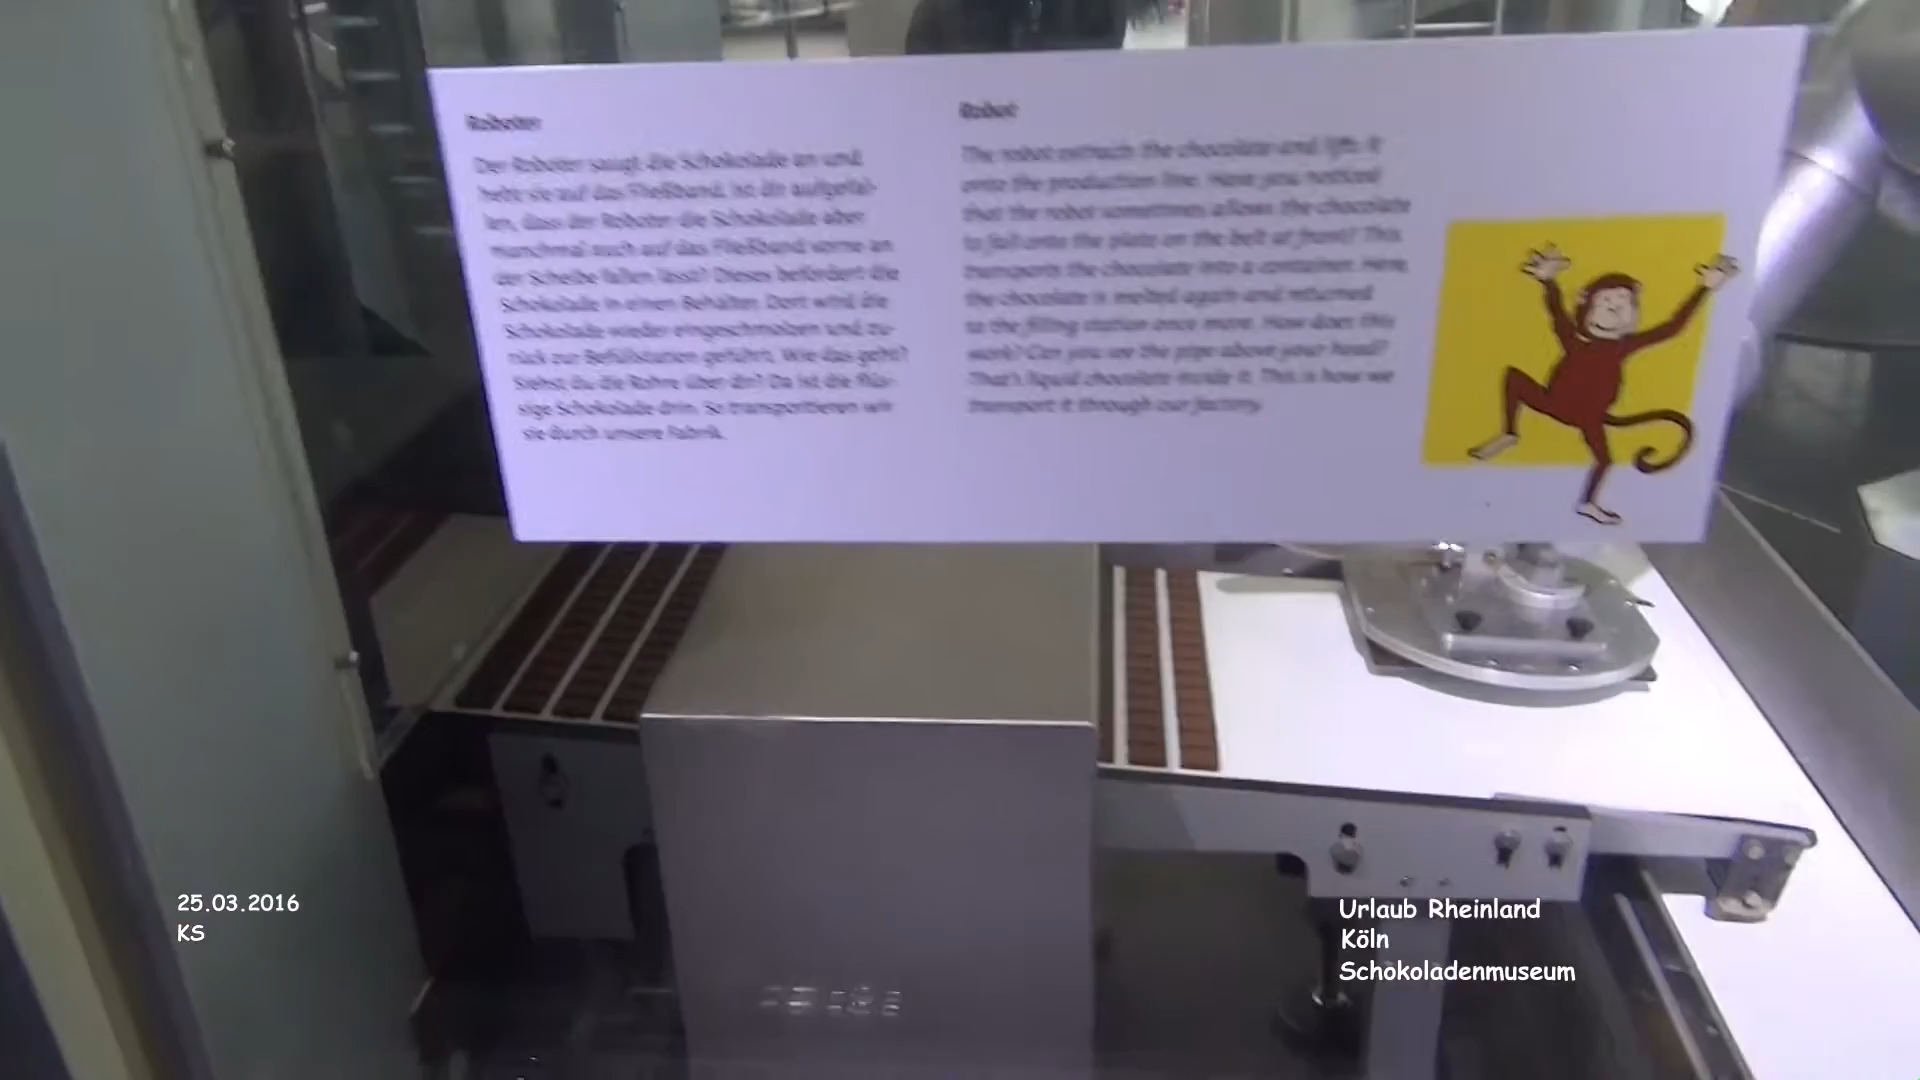 Roboter
Der Roboter saugt die Schokolade an und
hebt sie auf das Fließband. Ist dir aufgefal-
len, dass der Roboter die Schokolade aber
manchmal auch auf das Fließband vorne an
der Scheibe fallen lässt? Dieses befördert die
Schokolade in einen Behälter. Dort wird die
Schokolade wieder eingeschmolzen und zu-
rück zur Befüllstation geführt. Wie das geht?
Siehst du die Rohre über dir? Da ist die flüs-
sige Schokolade drin. So transportieren wir
sie durch unsere Fabrik.
Robot
The robot extracts the chocolate and lifts it
onto the production line. Have you noticed
that the robot sometimes allows the chocolate
to fall onto the plate on the belt at front? This
transports the chocolate into a container. Here,
the chocolate is melted again and returned
to the filling station once more. How does this
work? Can you see the pipe above your head?
That's liquid chocolate inside it. This is how we
transport it through our factory.
25.03.2016
KS
Urlaub Rheinland
Köln
Schokoladenmuseum